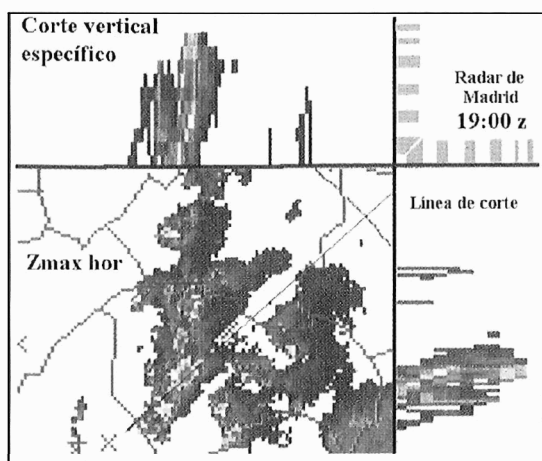 Corte vertical
específico
Radar de
Madrid
19:00 z
Línea de corte
Zmax hor